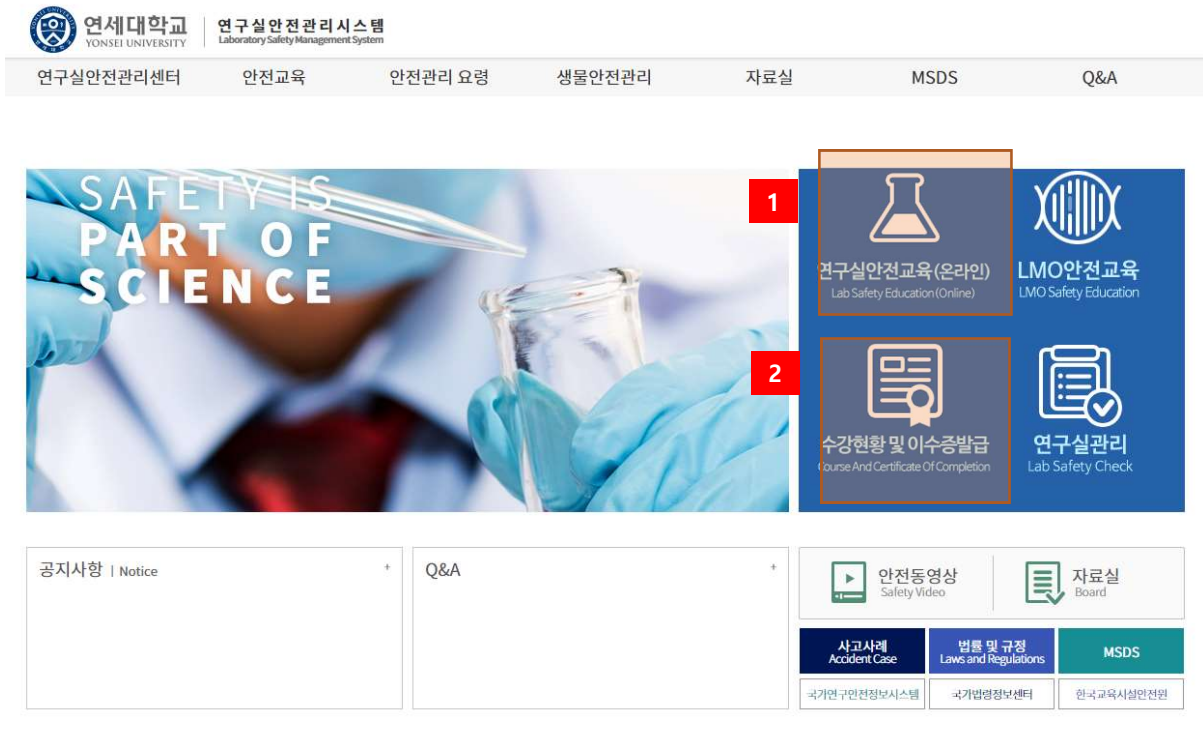 연세대학교
YONSEI UNIVERSITY
연구실안전관리시스템
Laboratory Safety Management System
연구실안전관리센터
안전교육
안전관리 요령
생물안전관리
자료실
MSDS
Q&A
SAFETY IS
PART OF
SCIENCE
1
연구실안전교육(온라인)
Lab Safety Education (Online)
LMO안전교육
LMO Safety Education
2
수강현황 및 이수증발급
Course And Certificate Of Completion
연구실관리
Lab Safety Check
공지사항 | Notice +
Q&A +
안전동영상
Safety Video
자료실
Board
사고사례
Accident Case
법률 및 규정
Laws and Regulations
MSDS
국가연구안전정보시스템
국가법령정보센터
한국교육시설안전원